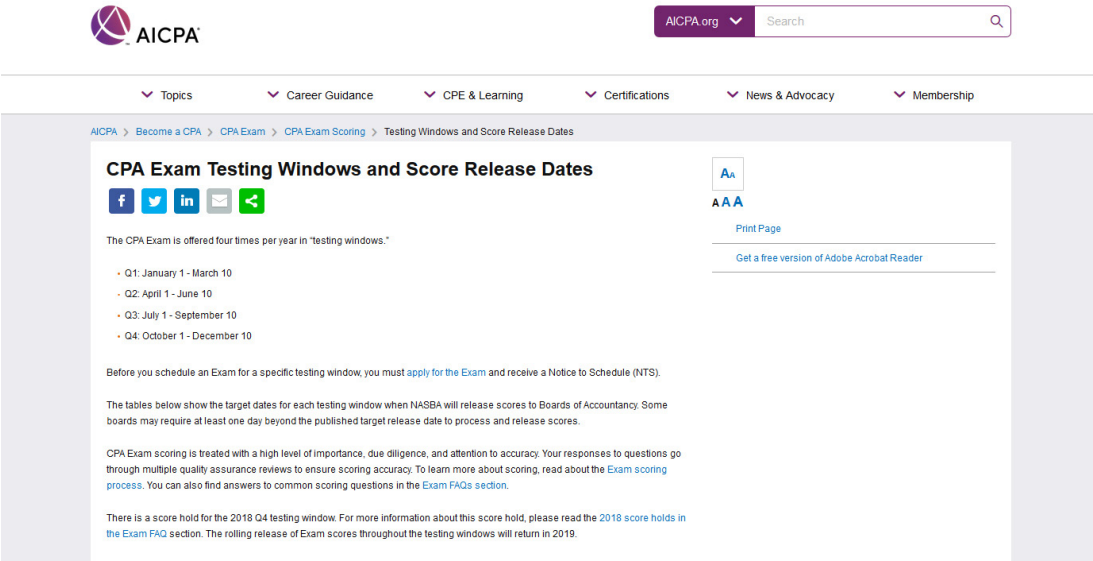 AICPA
AICPA.org Search
Topics Career Guidance CPE & Learning Certifications News & Advocacy Membership
AICPA > Become a CPA > CPA Exam > CPA Exam Scoring > Testing Windows and Score Release Dates
CPA Exam Testing Windows and Score Release Dates
The CPA Exam is offered four times per year in “testing windows.”
• Q1: January 1 - March 10
• Q2: April 1 - June 10
• Q3: July 1 - September 10
• Q4: October 1 - December 10
Before you schedule an Exam for a specific testing window, you must apply for the Exam and receive a Notice to Schedule (NTS).
The tables below show the target dates for each testing window when NASBA will release scores to Boards of Accountancy. Some
boards may require at least one day beyond the published target release date to process and release scores.
CPA Exam scoring is treated with a high level of importance, due diligence, and attention to accuracy. Your responses to questions go
through multiple quality assurance reviews to ensure scoring accuracy. To learn more about scoring, read about the Exam scoring
process. You can also find answers to common scoring questions in the Exam FAQs section.
There is a score hold for the 2018 Q4 testing window. For more information about this score hold, please read the 2018 score holds in
the Exam FAQ section. The rolling release of Exam scores throughout the testing windows will return in 2019.
AA
A A A
Print Page
Get a free version of Adobe Acrobat Reader